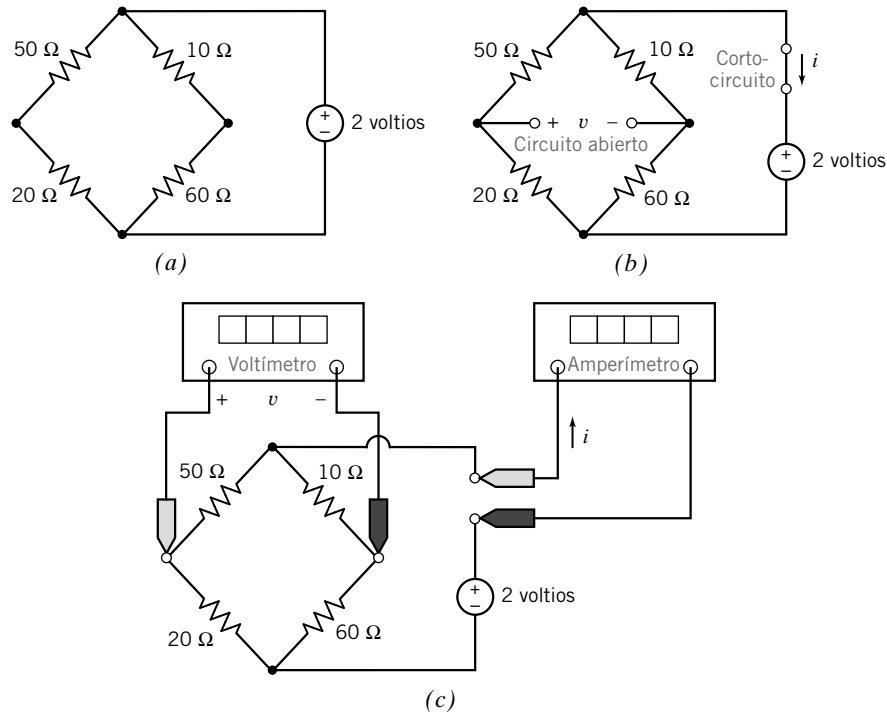 50 Ω 10 Ω
+
−
2 voltios
20 Ω 60 Ω
(a)
50 Ω 10 Ω
Corto-
circuito
i
+ v −
Circuito abierto
+
−
2 voltios
20 Ω 60 Ω
(b)
Voltímetro
+ v −
Amperímetro
i
50 Ω 10 Ω
+
−
2 voltios
20 Ω 60 Ω
(c)